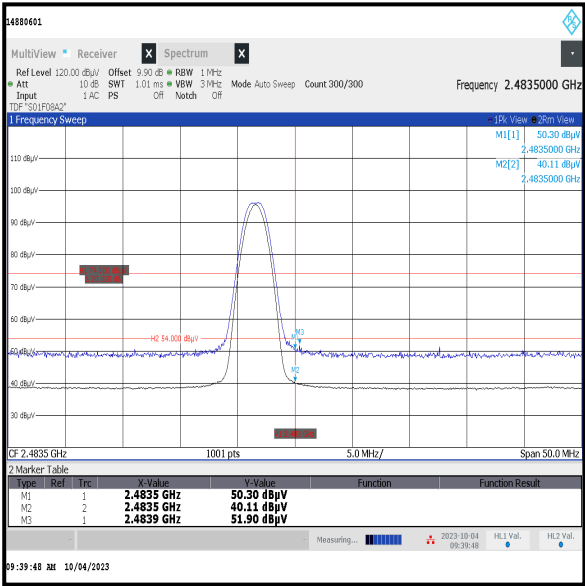 14880601
MultiView Receiver X Spectrum X
Ref Level 120.00 dBµV Offset 9.90 dB RBW 1 MHz
Att 10 dB SWT 1.01 ms VBW 3 MHz Mode Auto Sweep Count 300/300 Frequency 2.4835000 GHz
Input 1 AC PS Off Notch Off
TDF "S01F08A2"
1 Frequency Sweep 1Pk View 2Rm View
M1[1] 50.30 dBµV
2.4835000 GHz
M2[2] 40.11 dBµV
2.4835000 GHz
110 dBµV
100 dBµV
90 dBµV
80 dBµV
70 dBµV
60 dBµV
M3
H2 54.000 dBµV
50 dBµV
M2
40 dBµV
30 dBµV
CF 2.4835 GHz 1001 pts 5.0 MHz/ Span 50.0 MHz
2 Marker Table
Type Ref Trc X-Value Y-Value Function Function Result
M1 1 2.4835 GHz 50.30 dBµV
M2 2 2.4835 GHz 40.11 dBµV
M3 1 2.4839 GHz 51.90 dBµV
Measuring... 2023-10-04 HL1 Val. HL2 Val.
09:39:48
09:39:48 AM 10/04/2023